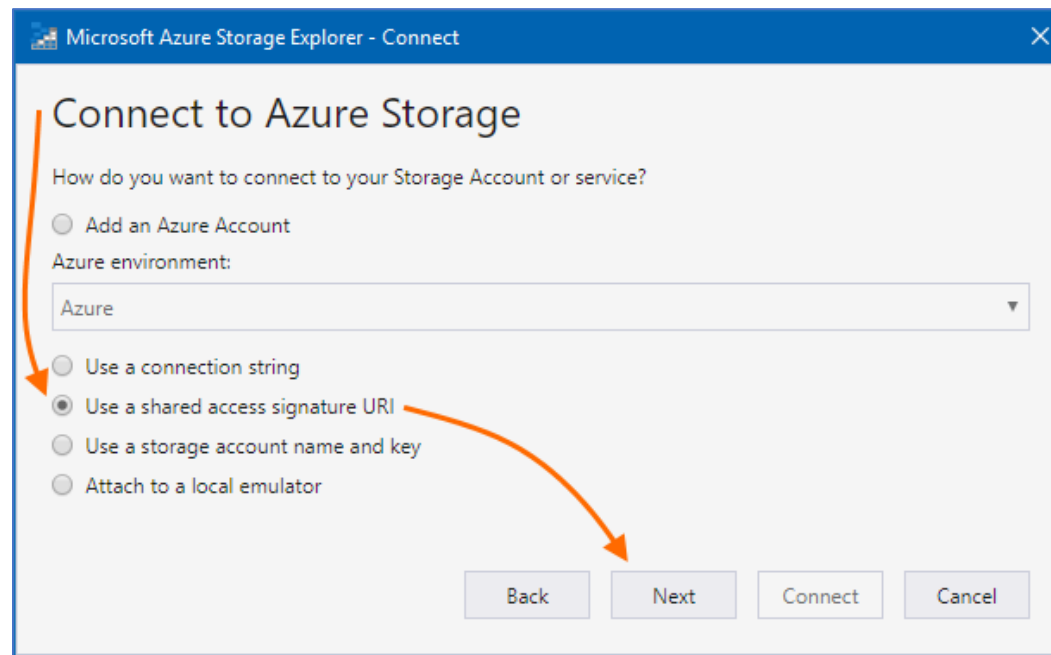 Microsoft Azure Storage Explorer - Connect
Connect to Azure Storage
How do you want to connect to your Storage Account or service?
Add an Azure Account
Azure environment:
Azure
Use a connection string
Use a shared access signature URI
Use a storage account name and key
Attach to a local emulator
Back Next Connect Cancel